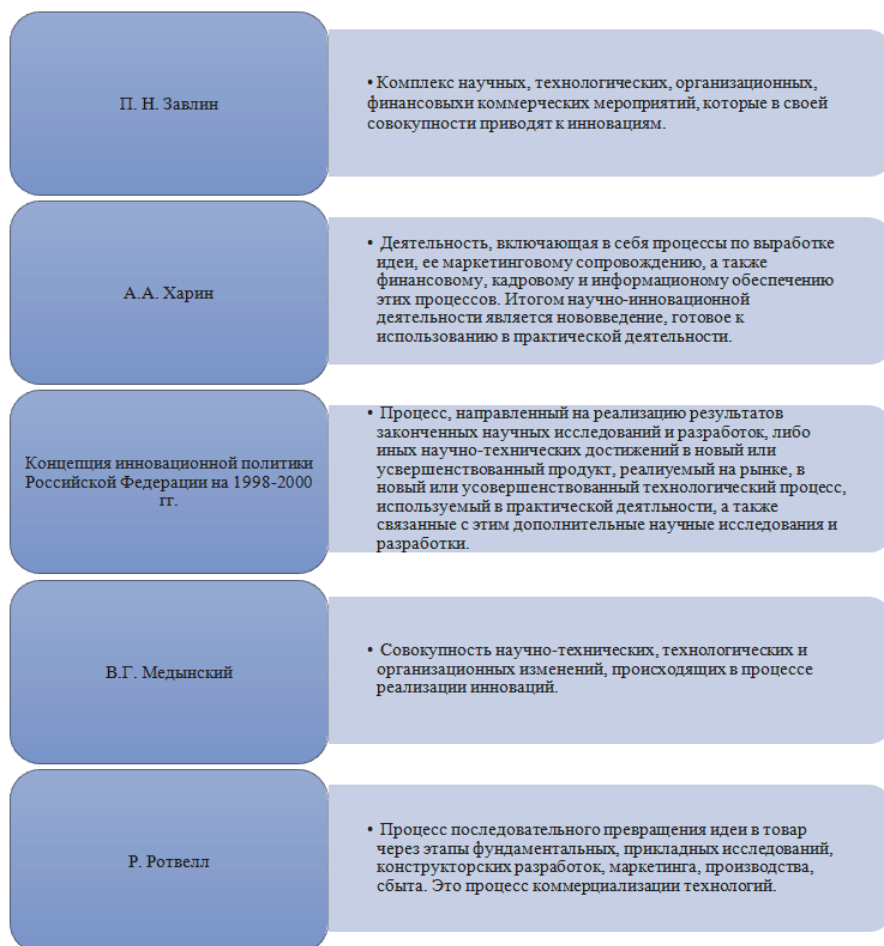 П. Н. Завлин
• Комплекс научных, технологических, организационных,
финансовыхи коммерческих мероприятий, которые в своей
совокупности приводят к инновациям.
А.А. Харин
• Деятельность, включающая в себя процессы по выработке
идеи, ее маркетинговому сопровождению, а также
финансовому, кадровому и информационому обеспечению
этих процессов. Итогом научно-инновационной
деятельности является нововведение, готовое к
использованию в практической деятельности.
Концепция инновационной политики
Российской Федерации на 1998-2000
гг.
• Процесс, направленный на реализацию результатов
законченных научных исследований и разработок, либо
иных научно-технических достижений в новый или
усвершенствованный продукт, реалиуемый на рынке, в
новый или усовершенствованный технологический процесс,
используемый в практической деятльности, а также
связанные с этим дополнительные научные исследования и
разработки.
В.Г. Медынский
• Совокупность научно-технических, технологических и
организационных изменений, происходящих в процессе
реализации инноваций.
Р. Ротвелл
• Процесс последовательного превращения идеи в товар
через этапы фундаментальных, прикладных исследований,
конструкторских разработок, маркетинга, производства,
сбыта. Это процесс коммерциализации технологий.